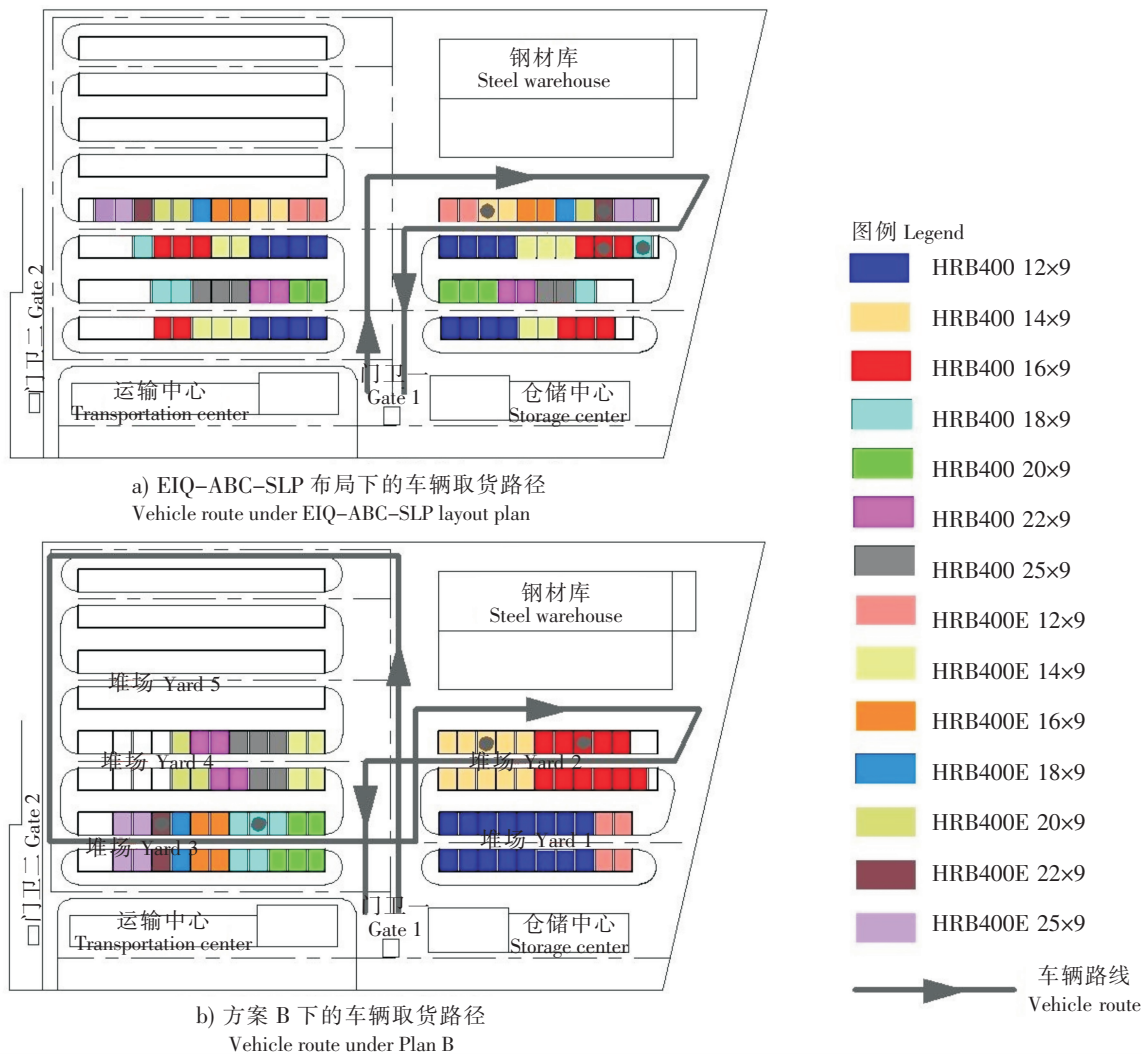 钢材库
Steel warehouse
门卫二 Gate 2
运输中心
Transportation center
门卫一
Gate 1
仓储中心
Storage center
a) EIQ-ABC-SLP 布局下的车辆取货路径
Vehicle route under EIQ-ABC-SLP layout plan
钢材库
Steel warehouse
堆场 Yard 5
堆场 Yard 4
堆场 Yard 2
堆场 Yard 3
堆场 Yard 1
门卫二 Gate 2
运输中心
Transportation center
门卫一
Gate 1
仓储中心
Storage center
b) 方案 B 下的车辆取货路径
Vehicle route under Plan B
图例 Legend
HRB400 12×9
HRB400 14×9
HRB400 16×9
HRB400 18×9
HRB400 20×9
HRB400 22×9
HRB400 25×9
HRB400E 12×9
HRB400E 14×9
HRB400E 16×9
HRB400E 18×9
HRB400E 20×9
HRB400E 22×9
HRB400E 25×9
车辆路线
Vehicle route